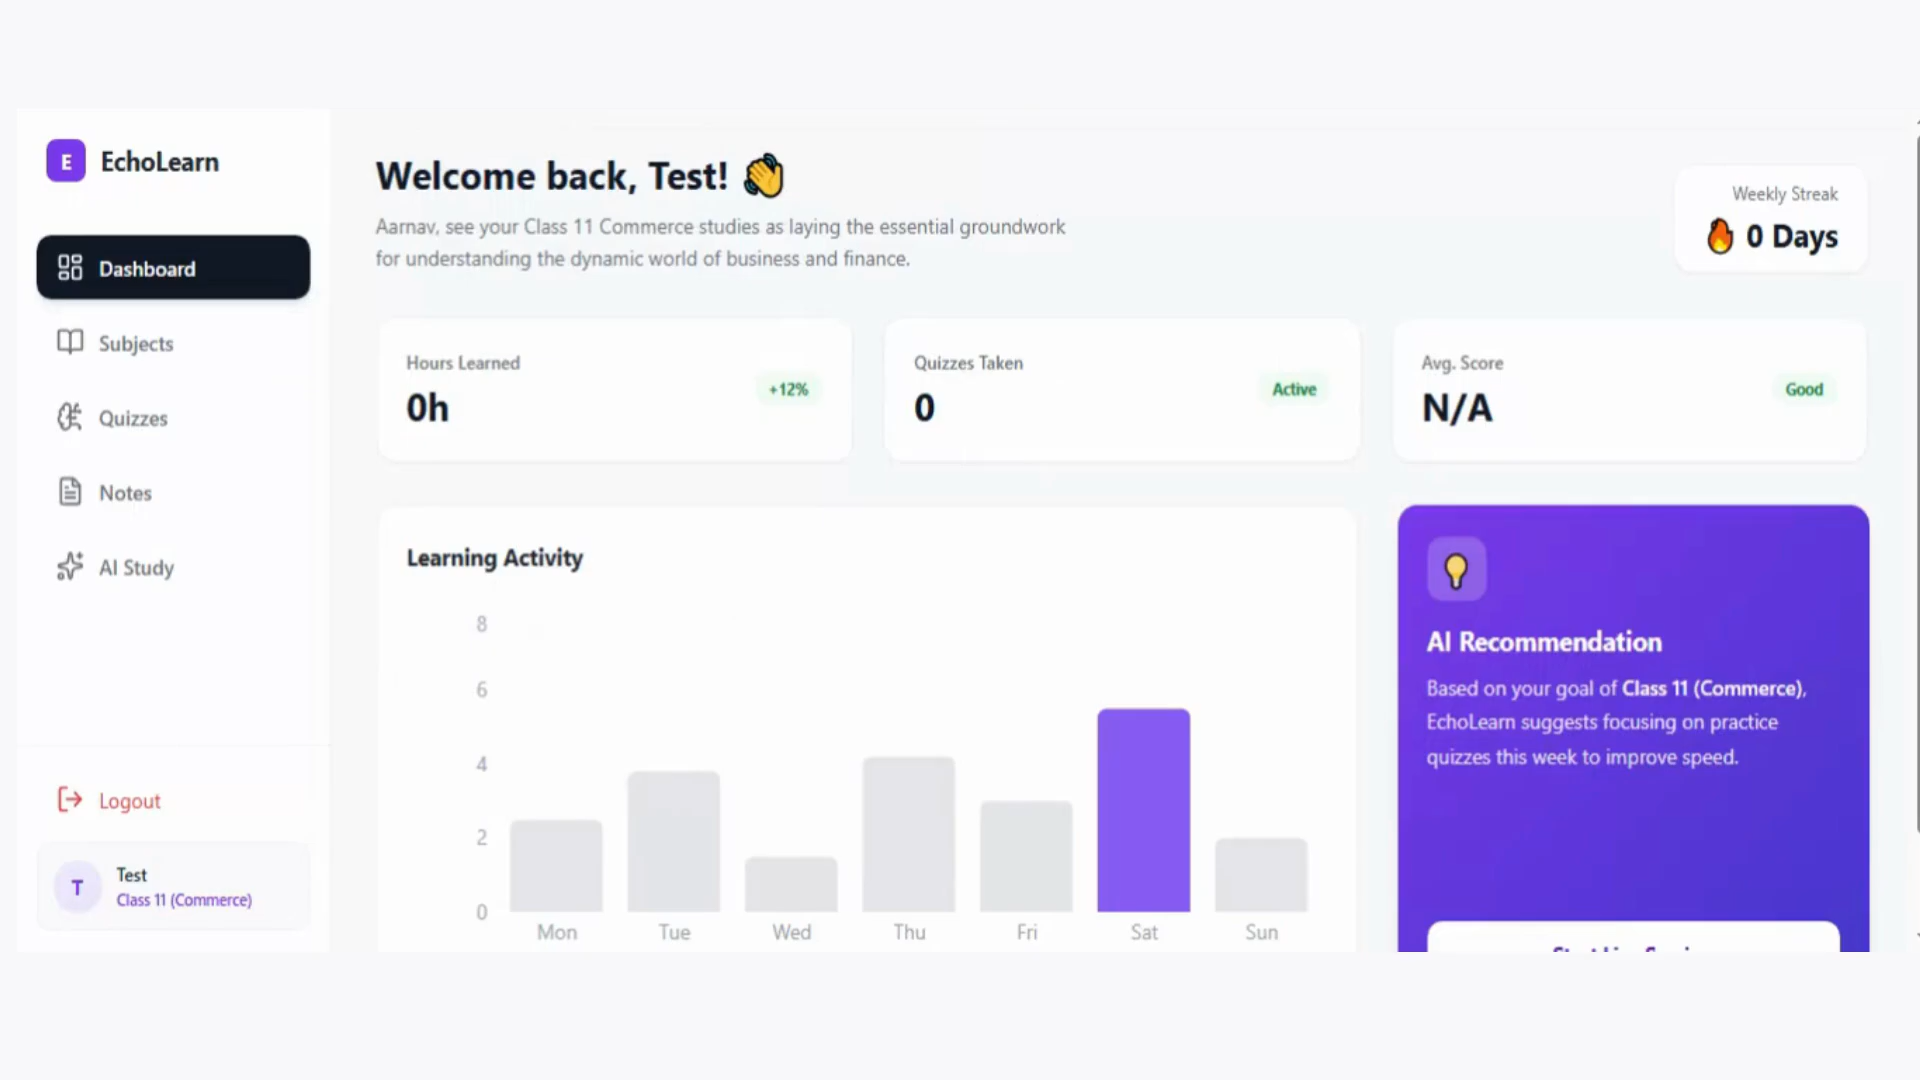 E EchoLearn
Dashboard
Subjects
Quizzes
Notes
AI Study
Logout
T
Test
Class 11 (Commerce)
Welcome back, Test!
Aarnav, see your Class 11 Commerce studies as laying the essential groundwork
for understanding the dynamic world of business and finance.
Weekly Streak
0 Days
Hours Learned
0h
+12%
Quizzes Taken
0
Active
Avg. Score
N/A
Good
Learning Activity
8
6
4
2
0
Mon Tue Wed Thu Fri Sat Sun
AI Recommendation
Based on your goal of Class 11 (Commerce),
EchoLearn suggests focusing on practice
quizzes this week to improve speed.